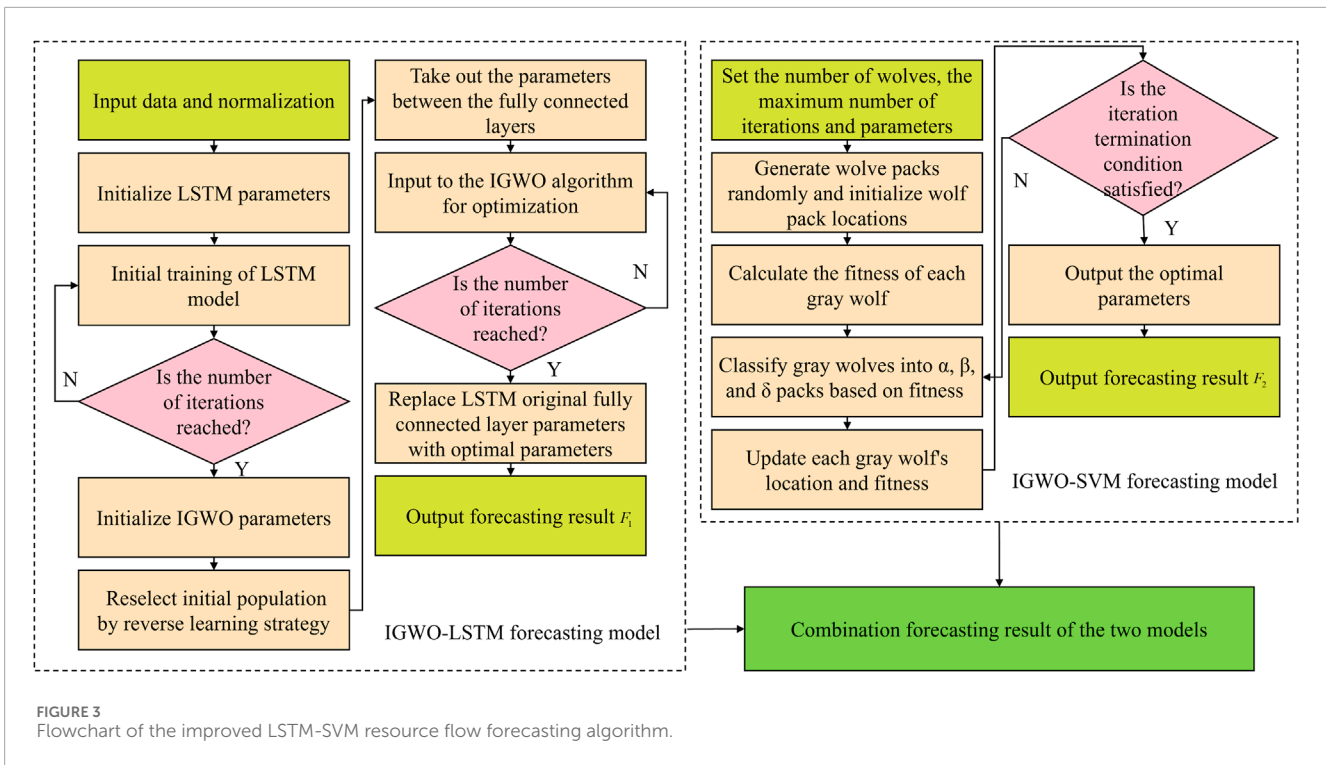 Input data and normalization
Initialize LSTM parameters
Initial training of LSTM
model
N
Is the number
of iterations
reached?
Y
Initialize IGWO parameters
Reselect initial population
by reverse learning strategy
Take out the parameters
between the fully connected
layers
Input to the IGWO algorithm
for optimization
N
Is the number
of iterations
reached?
Y
Replace LSTM original fully
connected layer parameters
with optimal parameters
Output forecasting result F1
IGWO-LSTM forecasting model
Set the number of wolves, the
maximum number of
iterations and parameters
Generate wolve packs
randomly and initialize wolf
pack locations
Calculate the fitness of each
gray wolf
Classify gray wolves into α, β,
and δ packs based on fitness
Update each gray wolf's
location and fitness
Is the
iteration
termination
condition
satisfied?
N
Y
Output the optimal
parameters
Output forecasting result F2
IGWO-SVM forecasting model
Combination forecasting result of the two models
FIGURE 3
Flowchart of the improved LSTM-SVM resource flow forecasting algorithm.